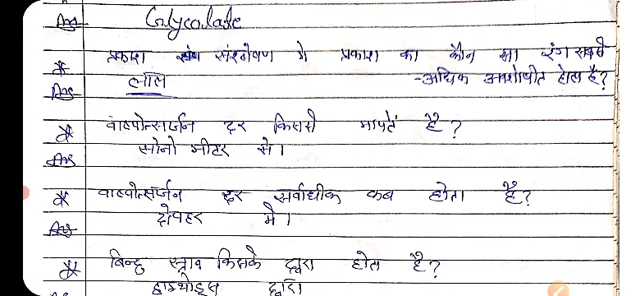 Ans Glycolate
* प्रकाश संश्लेषण मे प्रकाश का कौन सा रंग सबसे
Ans लाल -अधिक अवशोषीत होता है?
* वाष्पोत्सर्जन दर किससे मापते है?
Ans पोटो मीटर से।
* वाष्पोत्सर्जन दर सर्वाधीक कब होता है?
Ans दोपहर मे।
* बिन्दु स्त्राव किसके द्वारा होता है?
हाइथोड्स द्वारा